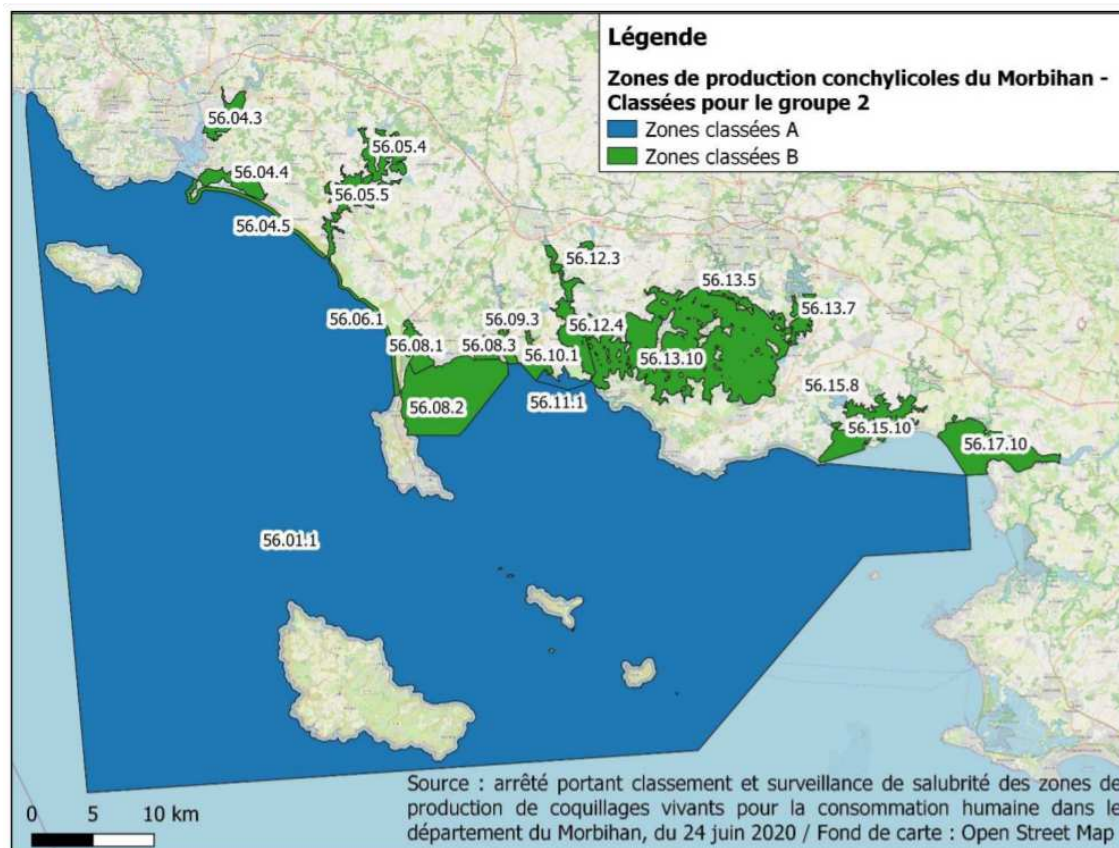 Légende
Zones de production conchylicoles du Morbihan -
Classées pour le groupe 2
Zones classées A
Zones classées B
56.04.3
56.05.4
56.04.4
56.05.5
56.04.5
56.12.3
56.13.5
56.13.7
56.06.1
56.09.3
56.12.4
56.08.1
56.08.3
56.10.1
56.13.10
56.15.8
56.08.2
56.11.1
56.15.10
56.17.10
56.01.1
Source : arrêté portant classement et surveillance de salubrité des zones de
production de coquillages vivants pour la consommation humaine dans le
département du Morbihan, du 24 juin 2020 / Fond de carte : Open Street Map
0 5 10 km